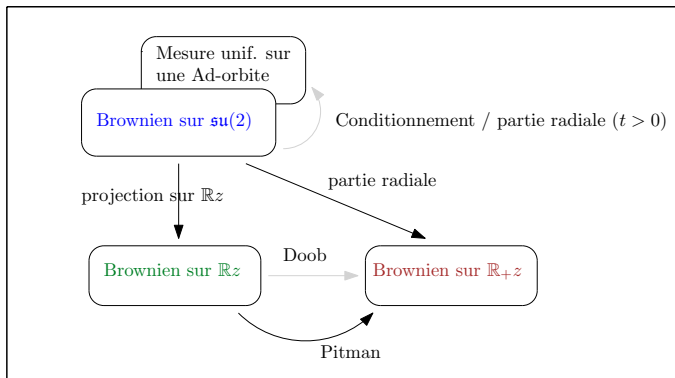 Mesure unif. sur
une Ad-orbite
Brownien sur 𝔰𝔲(2)
Conditionnement / partie radiale (t > 0)
projection sur ℝz
partie radiale
Brownien sur ℝz
Doob
Brownien sur ℝ₊z
Pitman